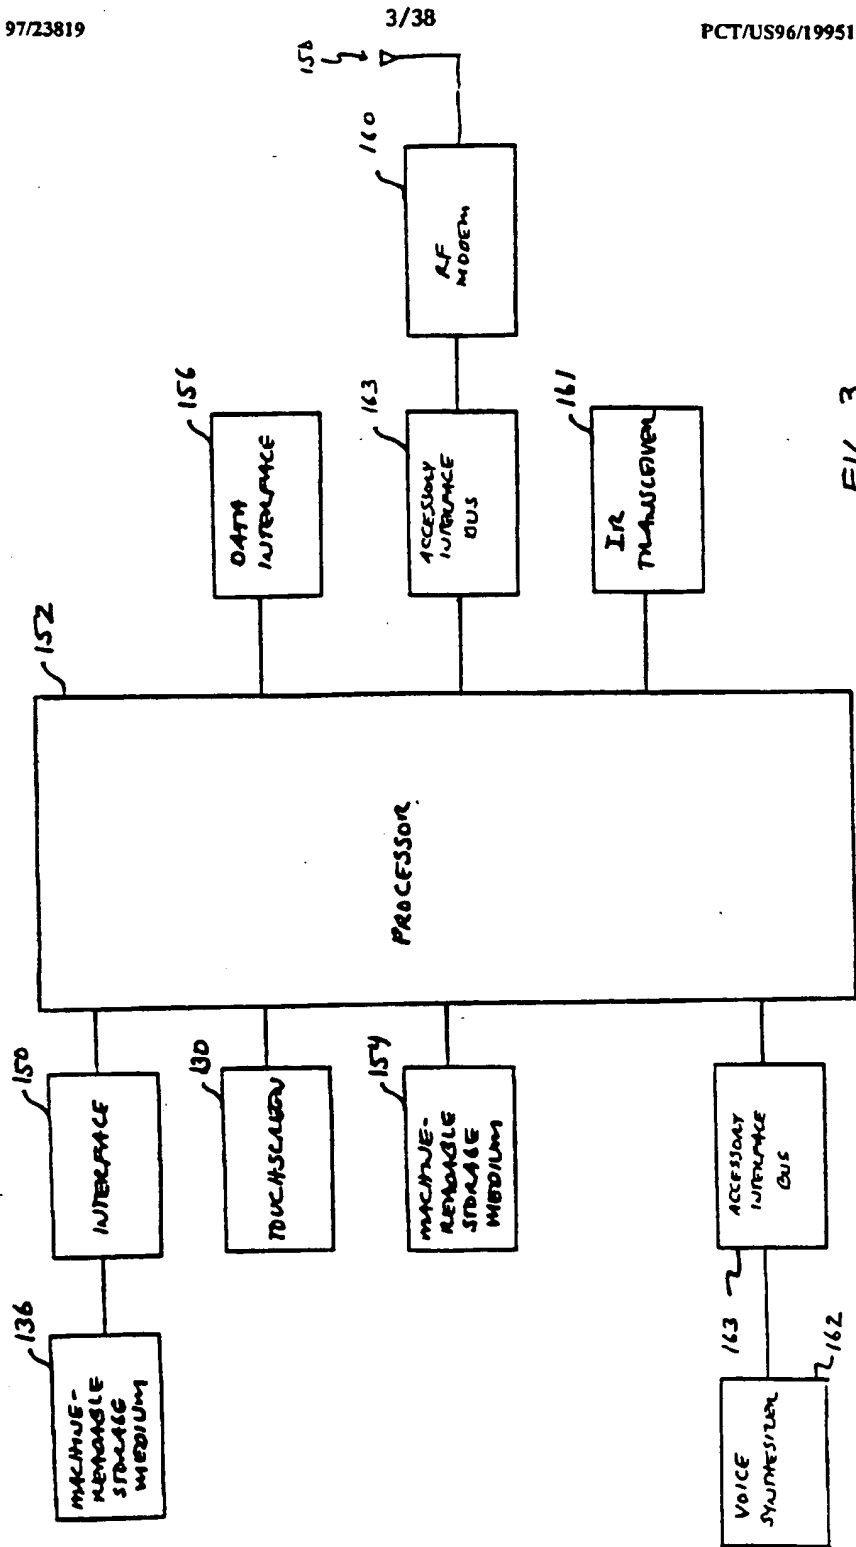 97/23819
3/38
PCT/US96/19951
160
RF
MODEM
156
DATA
INTERFACE
163
ACCESSORY
INTERFACE
BUS
161
IR
TRANSCEIVER
FIG. 3
152
PROCESSOR
150
INTERFACE
130
TOUCHSCREEN
154
MACHINE-
READABLE
STORAGE
MEDIUM
ACCESSORY
INTERFACE
BUS
163
136
MACHINE-
READABLE
STORAGE
MEDIUM
162
VOICE
SYNTHESIZER